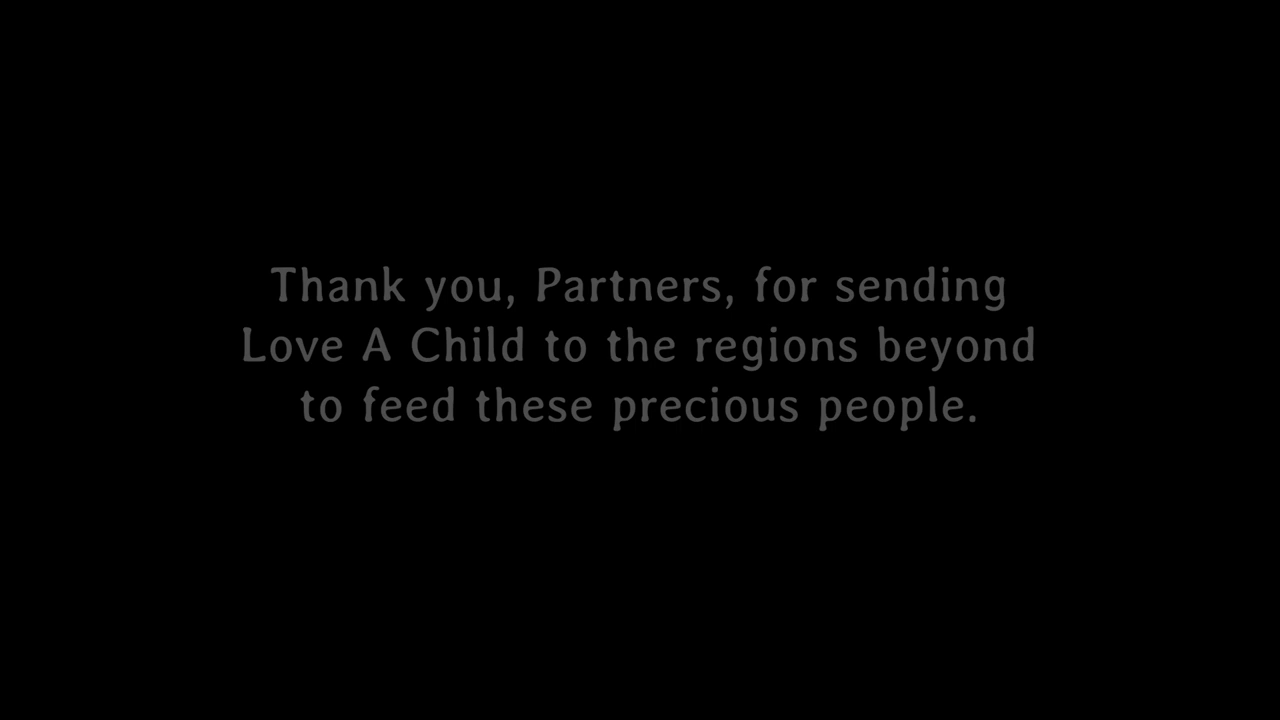 Thank you, Partners, for sending
Love A Child to the regions beyond
to feed these precious people.